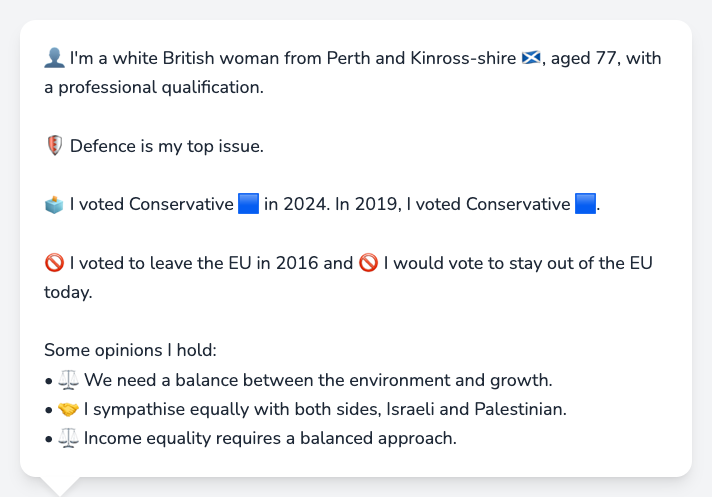 👤 I'm a white British woman from Perth and Kinross-shire 🏴󠁧󠁢󠁳󠁣󠁴󠁿, aged 77, with
a professional qualification.
🛡️ Defence is my top issue.
🗳️ I voted Conservative 🟦 in 2024. In 2019, I voted Conservative 🟦.
🚫 I voted to leave the EU in 2016 and 🚫 I would vote to stay out of the EU
today.
Some opinions I hold:
• ⚖️ We need a balance between the environment and growth.
• 🤝 I sympathise equally with both sides, Israeli and Palestinian.
• ⚖️ Income equality requires a balanced approach.